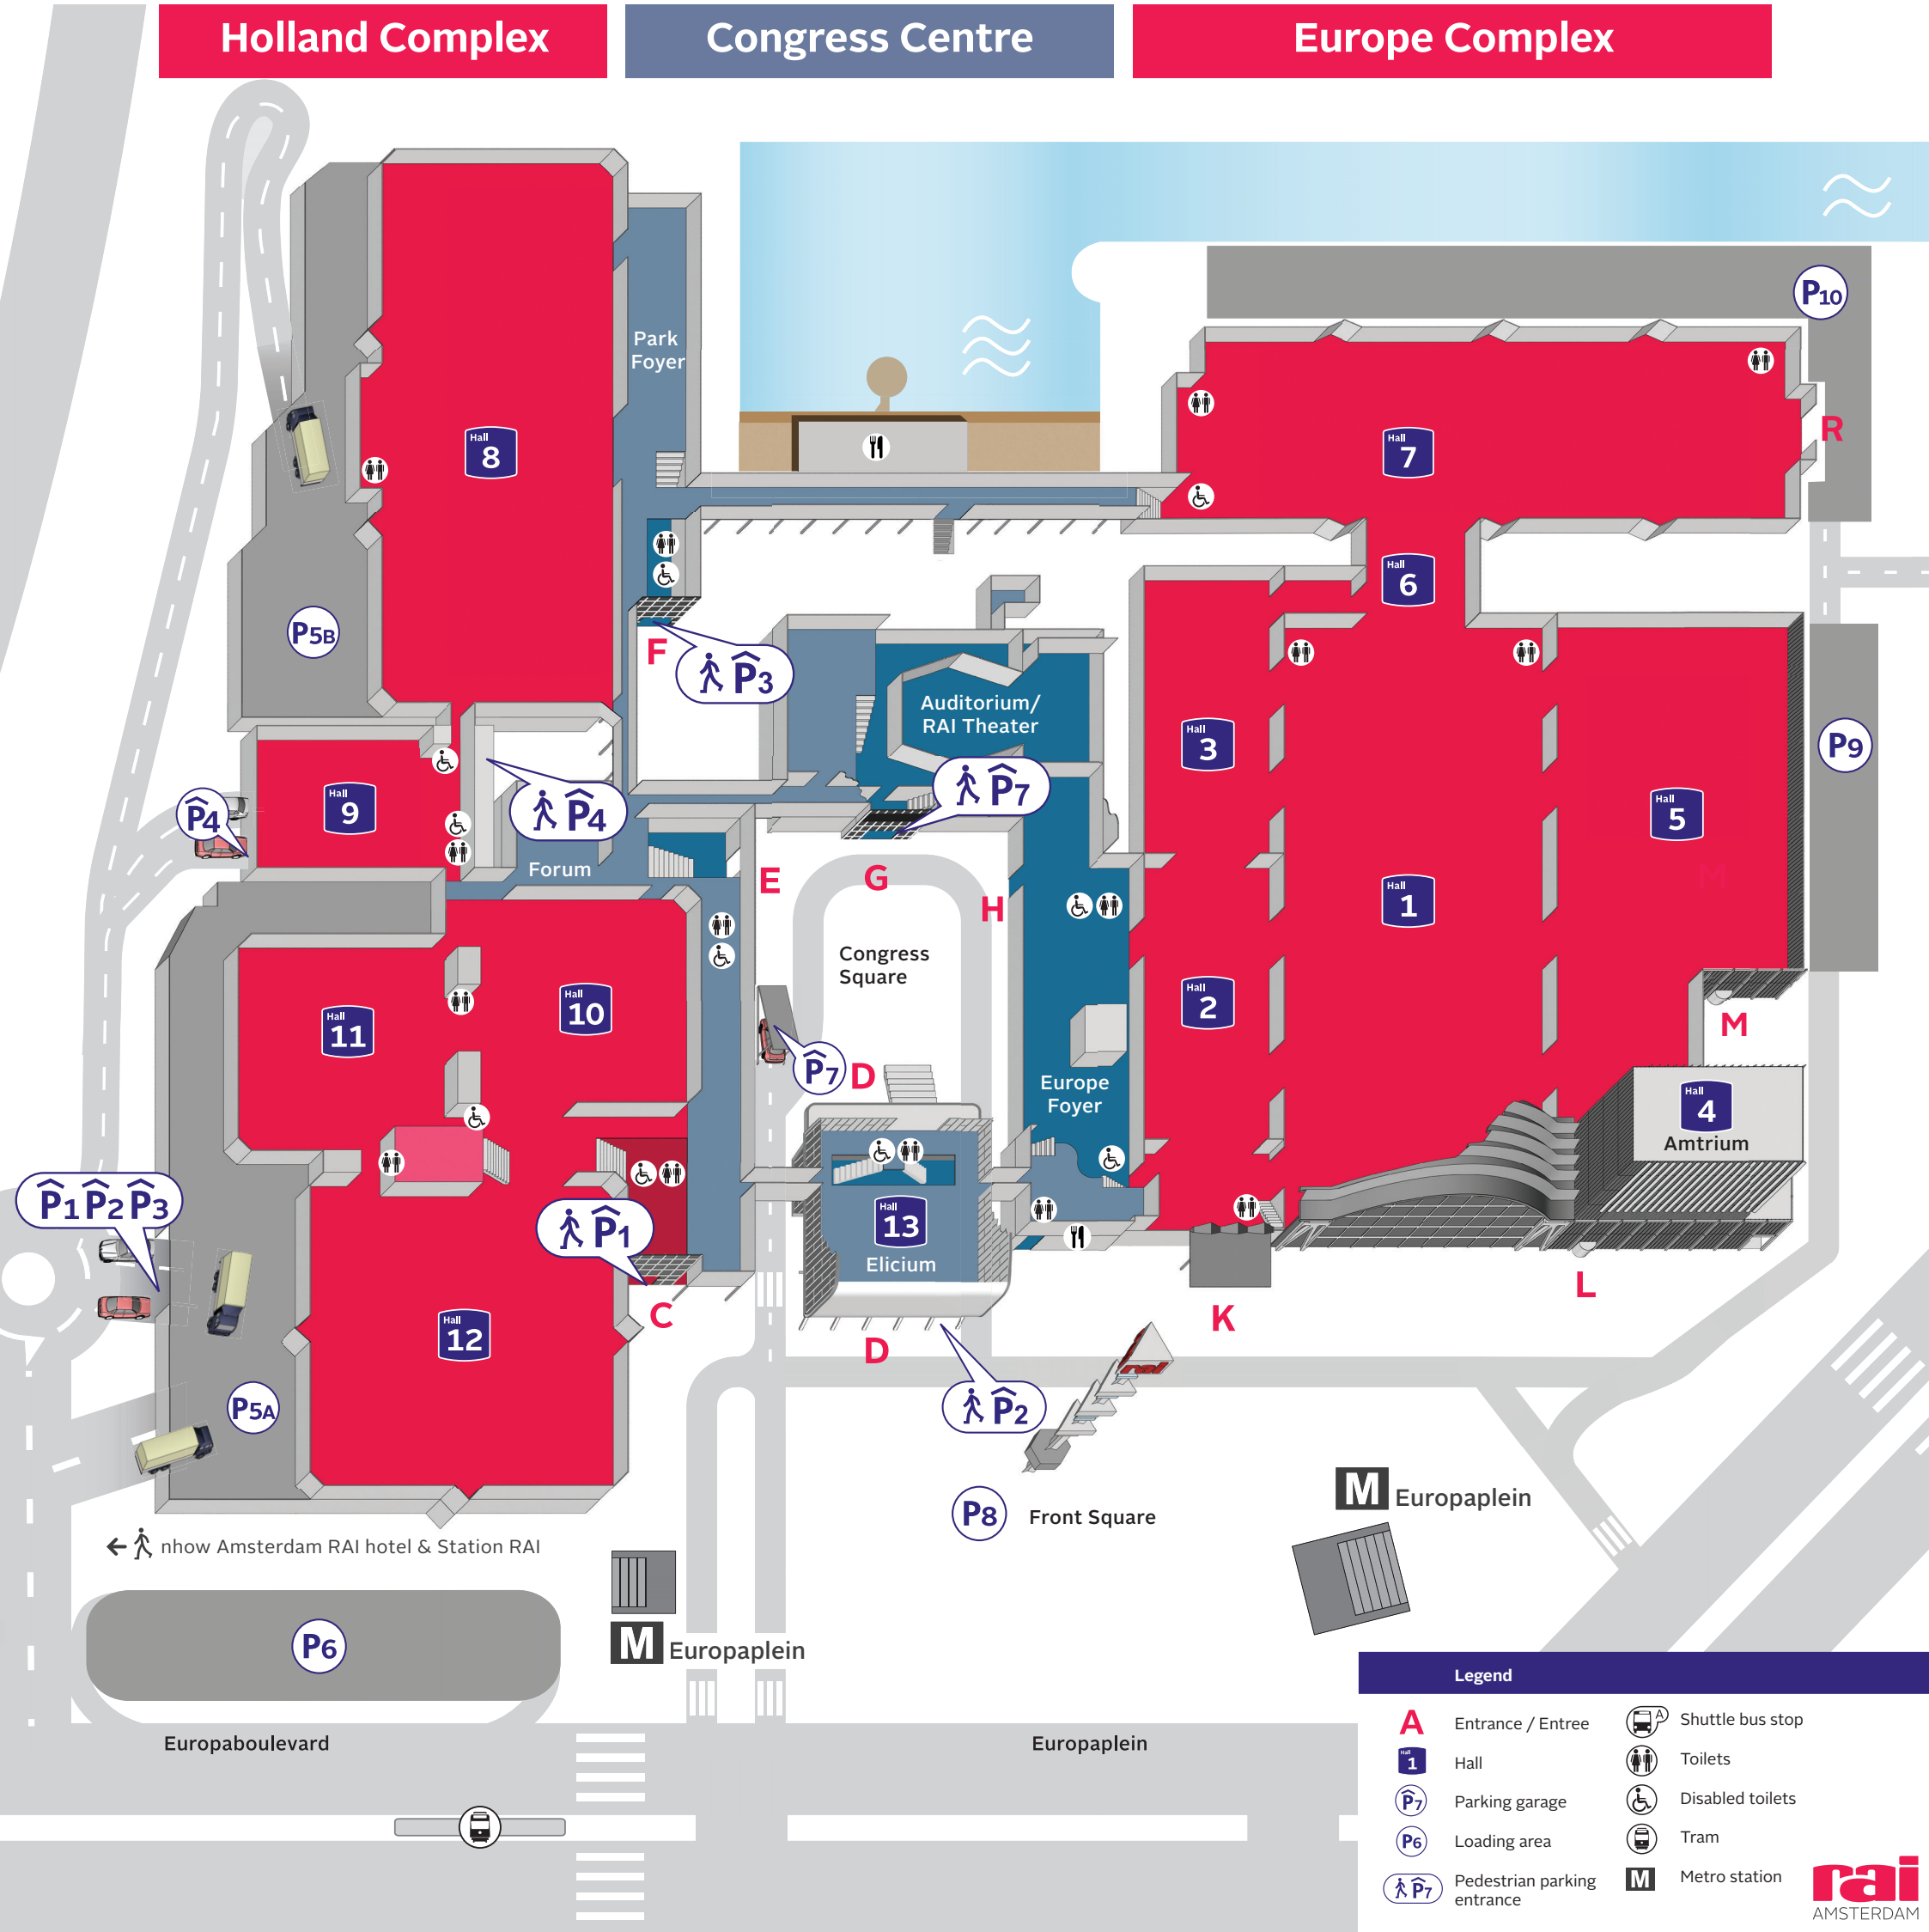 Holland Complex
Congress Centre
Europe Complex
P10
Park
Foyer
R
Hall
8
Hall
7
Hall
6
P5B
F
P3
Auditorium/
RAI Theater
Hall
3
P9
P4
Hall
9
P4
P7
Hall
5
Forum
E
G
H
M
Hall
1
Congress
Square
Hall
11
Hall
10
Hall
2
M
P7
D
Europe
Foyer
Hall
4
Amtrium
P1 P2 P3
P1
Hall
13
Elicium
C
K
L
Hall
12
D
rai
P5A
P2
P8
Front Square
M Europaplein
nhow Amsterdam RAI hotel & Station RAI
P6
M Europaplein
Europaboulevard
Europaplein
Legend
A Entrance / Entree
Hall
1
Hall
P7 Parking garage
P6 Loading area
P7 Pedestrian parking
entrance
A Shuttle bus stop
Toilets
Disabled toilets
Tram
M Metro station
rai
AMSTERDAM